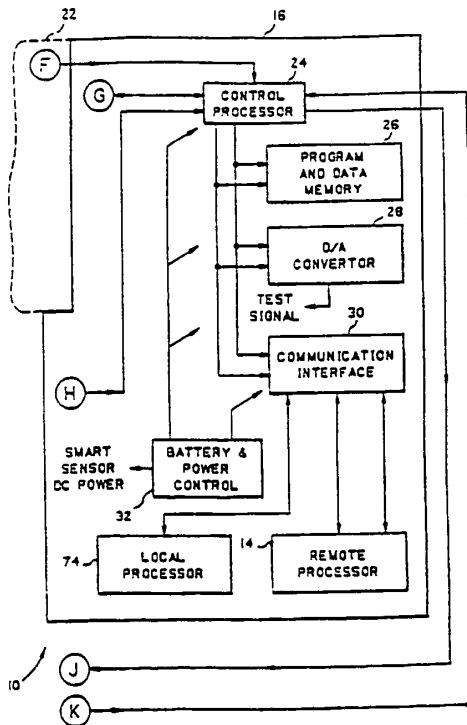 22
16
F
24
G
CONTROL
PROCESSOR
26
PROGRAM
AND DATA
MEMORY
28
D/A
CONVERTOR
TEST
SIGNAL
30
COMMUNICATION
INTERFACE
H
SMART
SENSOR
DC POWER
BATTERY &
POWER
CONTROL
32
74
LOCAL
PROCESSOR
14
REMOTE
PROCESSOR
10
J
K